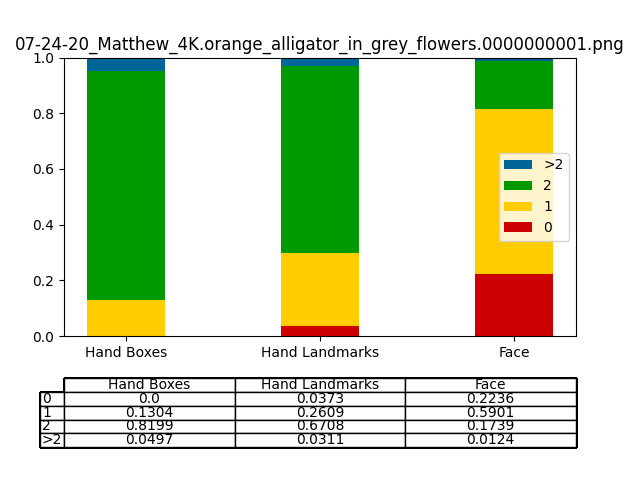 07-24-20_Matthew_4K.orange_alligator_in_grey_flowers.0000000001.png
1.0
0.8
0.6
0.4
0.2
0.0
>2
2
1
0
Hand Boxes Hand Landmarks Face
Hand Boxes Hand Landmarks Face
0 0.0 0.0373 0.2236
1 0.1304 0.2609 0.5901
2 0.8199 0.6708 0.1739
>2 0.0497 0.0311 0.0124